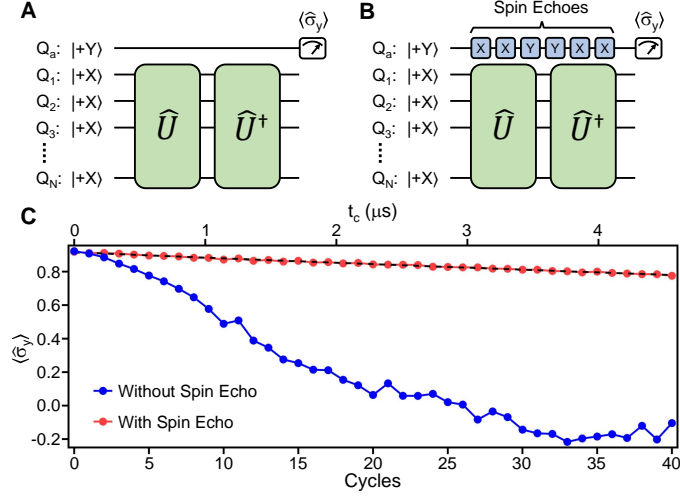 A
⟨σ̂y⟩
Qa: |+Y⟩
Q1: |+X⟩
Q2: |+X⟩
Q3: |+X⟩
QN: |+X⟩
Û
Û†
B
Spin Echoes
⟨σ̂y⟩
Qa: |+Y⟩
X X Y Y X X
Q1: |+X⟩
Q2: |+X⟩
Q3: |+X⟩
QN: |+X⟩
Û
Û†
C
tc (μs)
0 1 2 3 4
⟨σ̂y⟩
0.8
0.6
0.4
0.2
0.0
-0.2
Without Spin Echo
With Spin Echo
0 5 10 15 20 25 30 35 40
Cycles